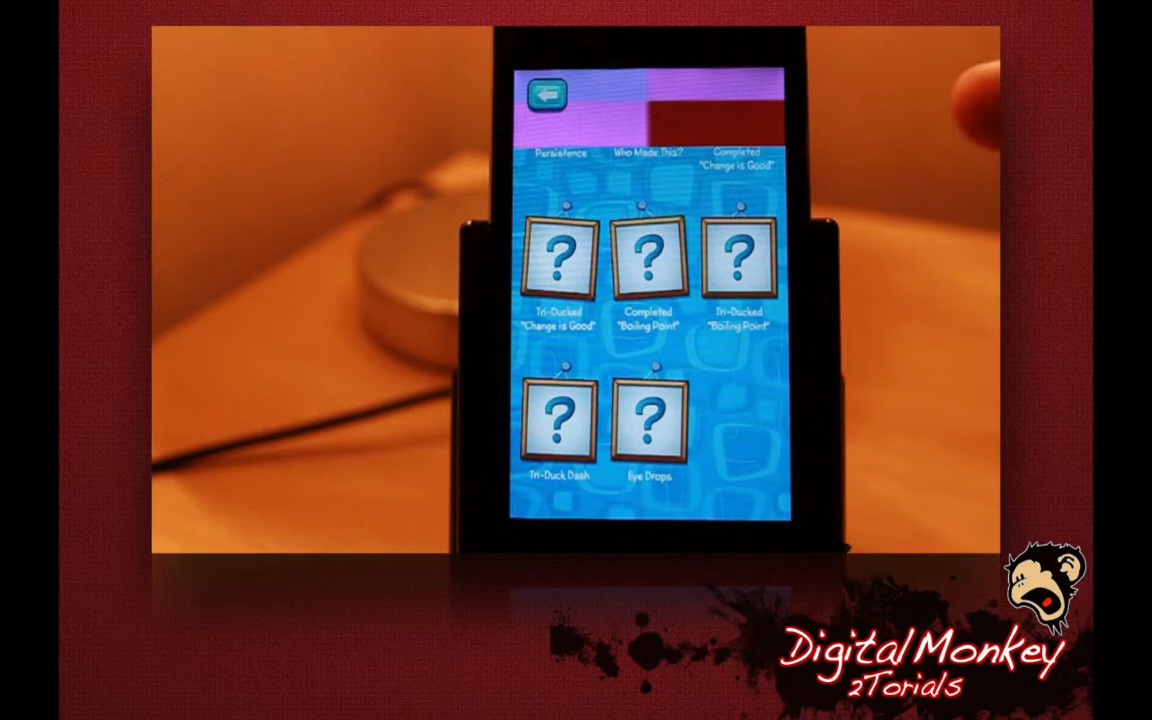 Persistence
Who Made This?
Completed
"Change is Good"
?
?
?
Tri-Ducked
"Change is Good"
Completed
"Boiling Point"
Tri-Ducked
"Boiling Point"
?
?
Tri-Duck Dash
Eye Drops
Digital Monkey
2Torials